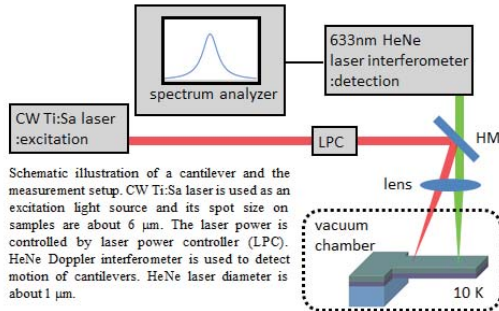 633nm HeNe
laser interferometer
:detection
spectrum analyzer
CW Ti:Sa laser
:excitation
LPC
HM
lens
Schematic illustration of a cantilever and the
measurement setup. CW Ti:Sa laser is used as an
excitation light source and its spot size on
samples are about 6 μm. The laser power is
controlled by laser power controller (LPC).
HeNe Doppler interferometer is used to detect
motion of cantilevers. HeNe laser diameter is
about 1 μm.
vacuum
chamber
10 K